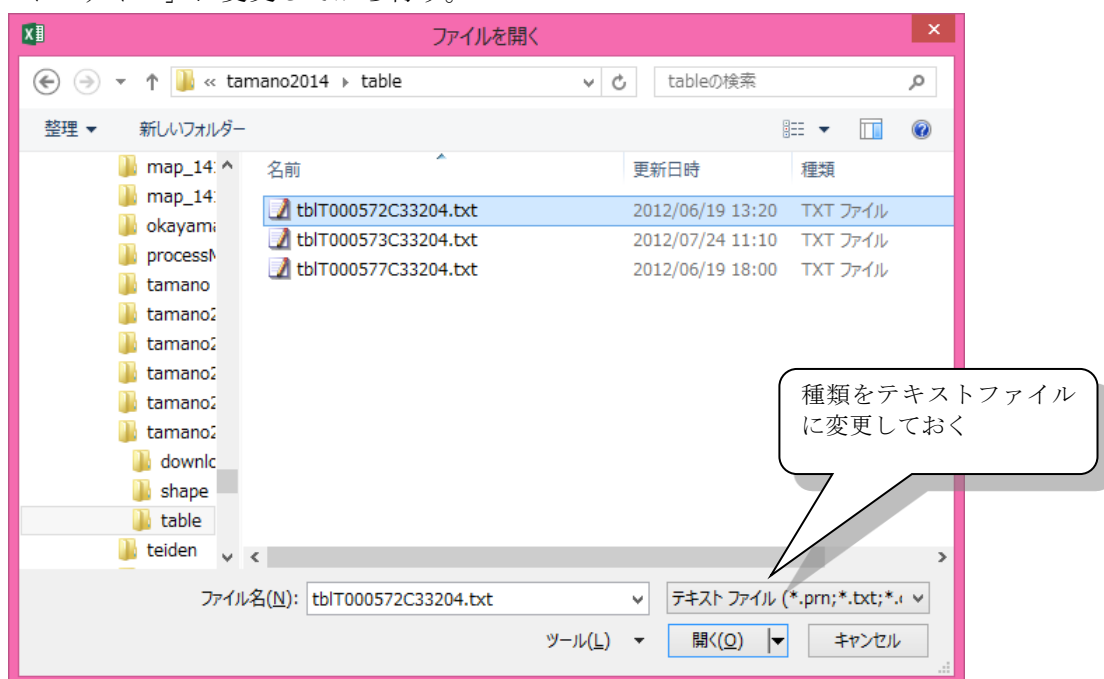 ファイルを開く
« tamano2014 ▸ table
tableの検索
整理 ▼ 新しいフォルダー
名前 更新日時 種類
map_14
map_14
okayam
process
tamano
tamano2
tamano2
tamano2
tamano2
tamano2
downlo
shape
table
teiden
tblT000572C33204.txt 2012/06/19 13:20 TXT ファイル
tblT000573C33204.txt 2012/07/24 11:10 TXT ファイル
tblT000577C33204.txt 2012/06/19 18:00 TXT ファイル
種類をテキストファイル
に変更しておく
ファイル名(N): tblT000572C33204.txt テキスト ファイル (*.prn;*.txt;*.
ツール(L) ▼ 開く(O) ▼ キャンセル